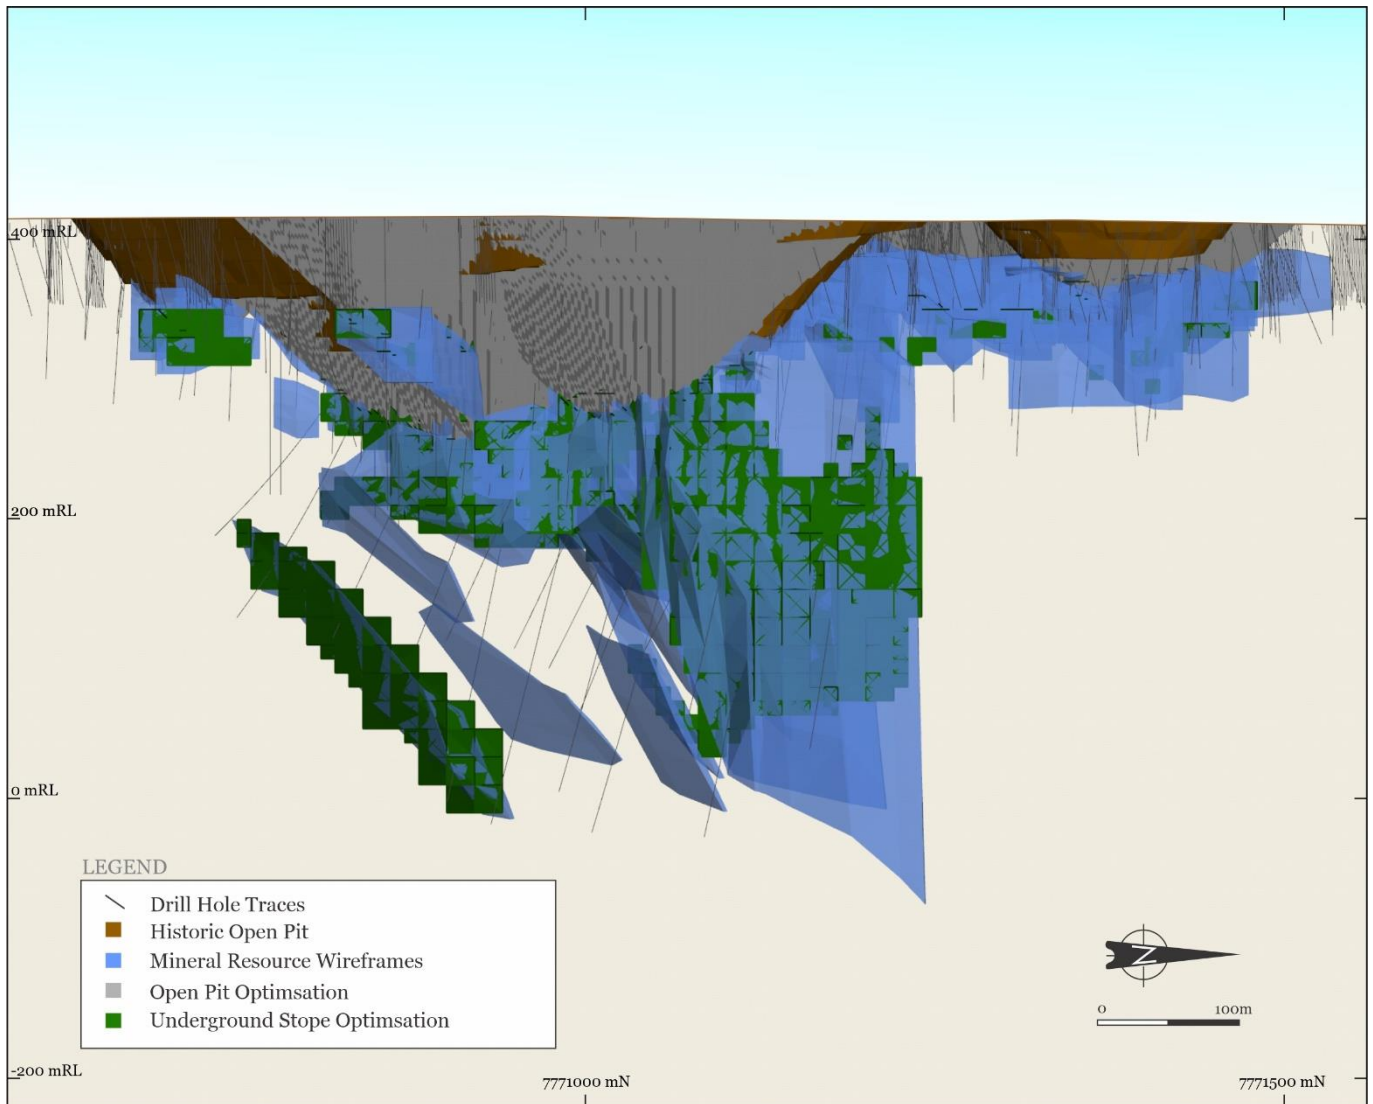 400 mRL
200 mRL
0 mRL
LEGEND
Drill Hole Traces
Historic Open Pit
Mineral Resource Wireframes
Open Pit Optimsation
Underground Stope Optimsation
Z
0 100m
-200 mRL
7771000 mN 7771500 mN